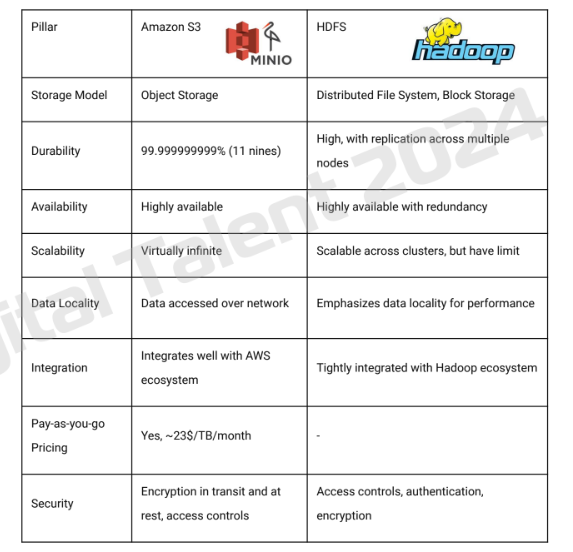 Pillar
Amazon S3
MINIO
HDFS
hadoop
Storage Model
Object Storage
Distributed File System, Block Storage
Durability
99.999999999% (11 nines)
High, with replication across multiple
nodes
Availability
Highly available
Highly available with redundancy
Scalability
Virtually infinite
Scalable across clusters, but have limit
Data Locality
Data accessed over network
Emphasizes data locality for performance
Integration
Integrates well with AWS
ecosystem
Tightly integrated with Hadoop ecosystem
Pay-as-you-go
Pricing
Yes, ~23$/TB/month
-
Security
Encryption in transit and at
rest, access controls
Access controls, authentication,
encryption
gital Talent 2024